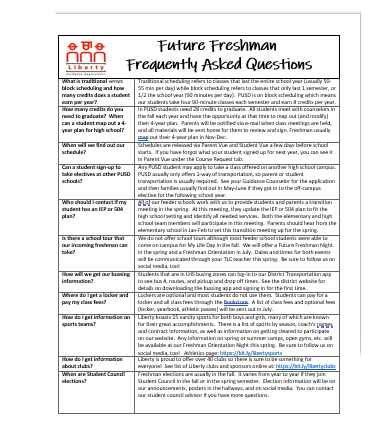 Future Freshman
Frequently Asked Questions
Liberty
Guidance Department
What is traditional verses
block scheduling and how
many credits does a student
earn per year?
Traditional scheduling refers to classes that last the entire school year (usually 50-
55 min per day) while block scheduling refers to classes that only last 1 semester, or
1/2 the school year (90 minutes per day). PUSD is on block scheduling which means
our students take four 90-minute classes each semester and earn 8 credits per year.
How many credits do you
need to graduate? When
can a student map out a 4-
year plan for high school?
In PUSD students need 28 credits to graduate. All students meet with counselors in
the fall each year and have the opportunity at that time to map out (and modify)
their 4-year plan. Parents will be notified via e-mail when class meetings are held,
and all materials will be sent home for them to review and sign. Freshmen usually
map out their 4-year plan in Nov-Dec.
When will find out our
schedule?
Schedules are released via Parent Vue and Student Vue a few days before school
starts. If you have forgot what your student signed up for next year, you can see it
in Parent Vue under the Course Request tab.
Can a student sign-up to
take electives at other PUSD
schools?
Any PUSD student may apply to take a class offered on another high school campus.
PUSD usually only offers 1-way of transportation, so parent or student
transportation is usually required. See your Guidance Counselor for the application
and then families usually find out in May-June if they got in to the off-campus
elective for the following school year.
Who should I contact if my
student has an IEP or 504
plan?
our feeder schools work with us to provide students and parents a transition
meeting in the spring. At this meeting, they update the IEP or 504 plan to fit the
high school setting and identify all needed services. Both the elementary and high
school team members will participate in this meeting. Parents should hear from the
elementary school in Jan-Feb to set this transition meeting up for the spring.
Is there a school tour that
our incoming freshman can
take?
We do not offer school tours although most feeder school students were able to
come on campus for My Life Day in the fall. We will offer a Future Freshman Night
in the spring and a Freshman Orientation in July. Dates and times for both events
will be communicated through your TLC teacher this spring. Be sure to follow us on
social media, too!
How will we get our busing
information?
Students that are in LHS busing zones can log-in to our District Transportation app
to see bus #, routes, and pickup and drop off times. See the district website for
details on downloading the busing app and signing in for the first time.
Where do I get a locker and
pay my class fees?
Lockers are optional and most students do not use them. Students can pay for a
locker and all class fees through the Bookstore. A list of class fees and optional fees
(locker, yearbook, athletic passes) will be sent out in July.
How do I get information on
sports teams?
Liberty boasts 15 varsity sports for both boys and girls, many of which are known
for their great accomplishments. There is a list of sports by season, coach's names
and contact information, as well as information on getting cleared to participate
on our website. Any information on spring or summer camps, open gyms, etc. will
be available at our Freshman Orientation Night this spring. Be sure to follow us on
social media, too! Athletics page: https://bit.ly/libertysports
How do I get information
about clubs?
Liberty is proud to offer over 40 clubs so there is sure to be something for
everyone! See list of Liberty clubs and sponsors online at: https://bit.ly/libertyclubs
When are Student Council
elections?
Freshman elections are usually in the fall. It varies from year to year if they join
Student Council in the fall or in the spring semester. Election information will be on
our announcements, posters in the hallways, and on social media. You can contact
our student council advisor if you have more questions.